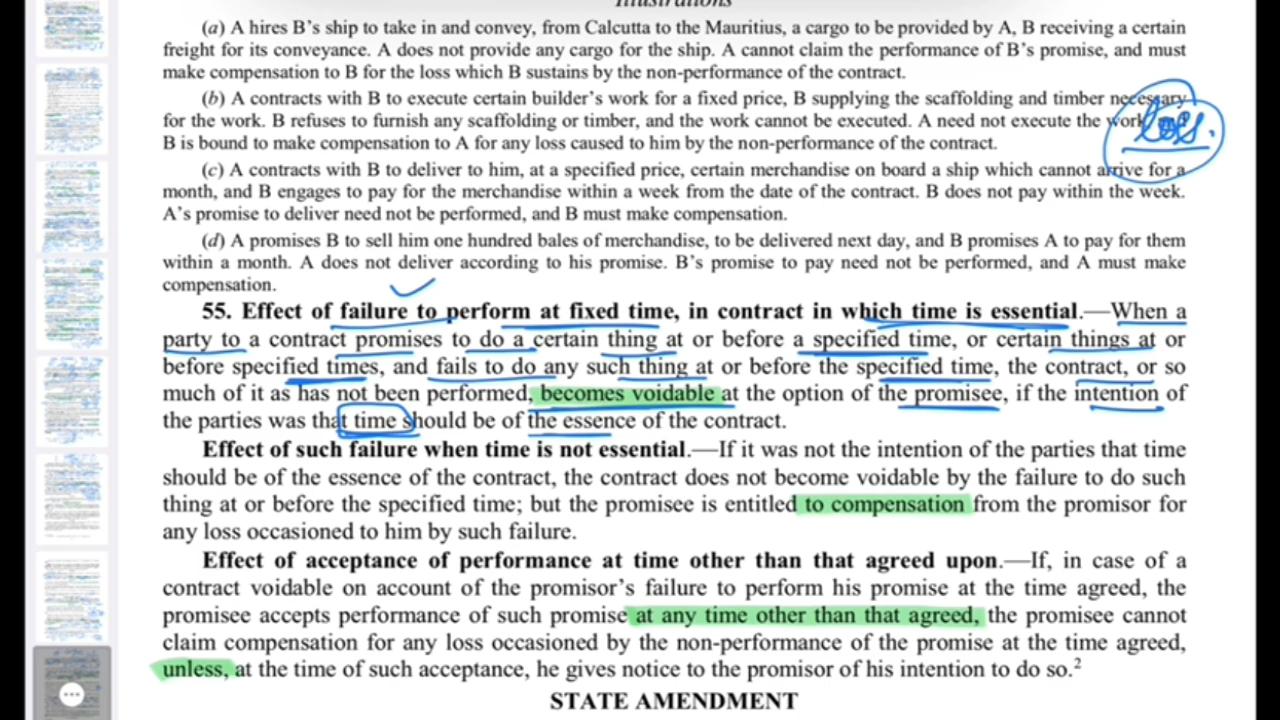 Illustrations
(a) A hires B’s ship to take in and convey, from Calcutta to the Mauritius, a cargo to be provided by A, B receiving a certain
freight for its conveyance. A does not provide any cargo for the ship. A cannot claim the performance of B’s promise, and must
make compensation to B for the loss which B sustains by the non-performance of the contract.
(b) A contracts with B to execute certain builder’s work for a fixed price, B supplying the scaffolding and timber necessary
for the work. B refuses to furnish any scaffolding or timber, and the work cannot be executed. A need not execute the work,
B is bound to make compensation to A for any loss caused to him by the non-performance of the contract.
(c) A contracts with B to deliver to him, at a specified price, certain merchandise on board a ship which cannot arrive for a
month, and B engages to pay for the merchandise within a week from the date of the contract. B does not pay within the week.
A’s promise to deliver need not be performed, and B must make compensation.
(d) A promises B to sell him one hundred bales of merchandise, to be delivered next day, and B promises A to pay for them
within a month. A does not deliver according to his promise. B’s promise to pay need not be performed, and A must make
compensation.
55. Effect of failure to perform at fixed time, in contract in which time is essential.—When a
party to a contract promises to do a certain thing at or before a specified time, or certain things at or
before specified times, and fails to do any such thing at or before the specified time, the contract, or so
much of it as has not been performed, becomes voidable at the option of the promisee, if the intention of
the parties was that time should be of the essence of the contract.
Effect of such failure when time is not essential.—If it was not the intention of the parties that time
should be of the essence of the contract, the contract does not become voidable by the failure to do such
thing at or before the specified time; but the promisee is entitled to compensation from the promisor for
any loss occasioned to him by such failure.
Effect of acceptance of performance at time other than that agreed upon.—If, in case of a
contract voidable on account of the promisor’s failure to perform his promise at the time agreed, the
promisee accepts performance of such promise at any time other than that agreed, the promisee cannot
claim compensation for any loss occasioned by the non-performance of the promise at the time agreed,
unless, at the time of such acceptance, he gives notice to the promisor of his intention to do so.2
STATE AMENDMENT